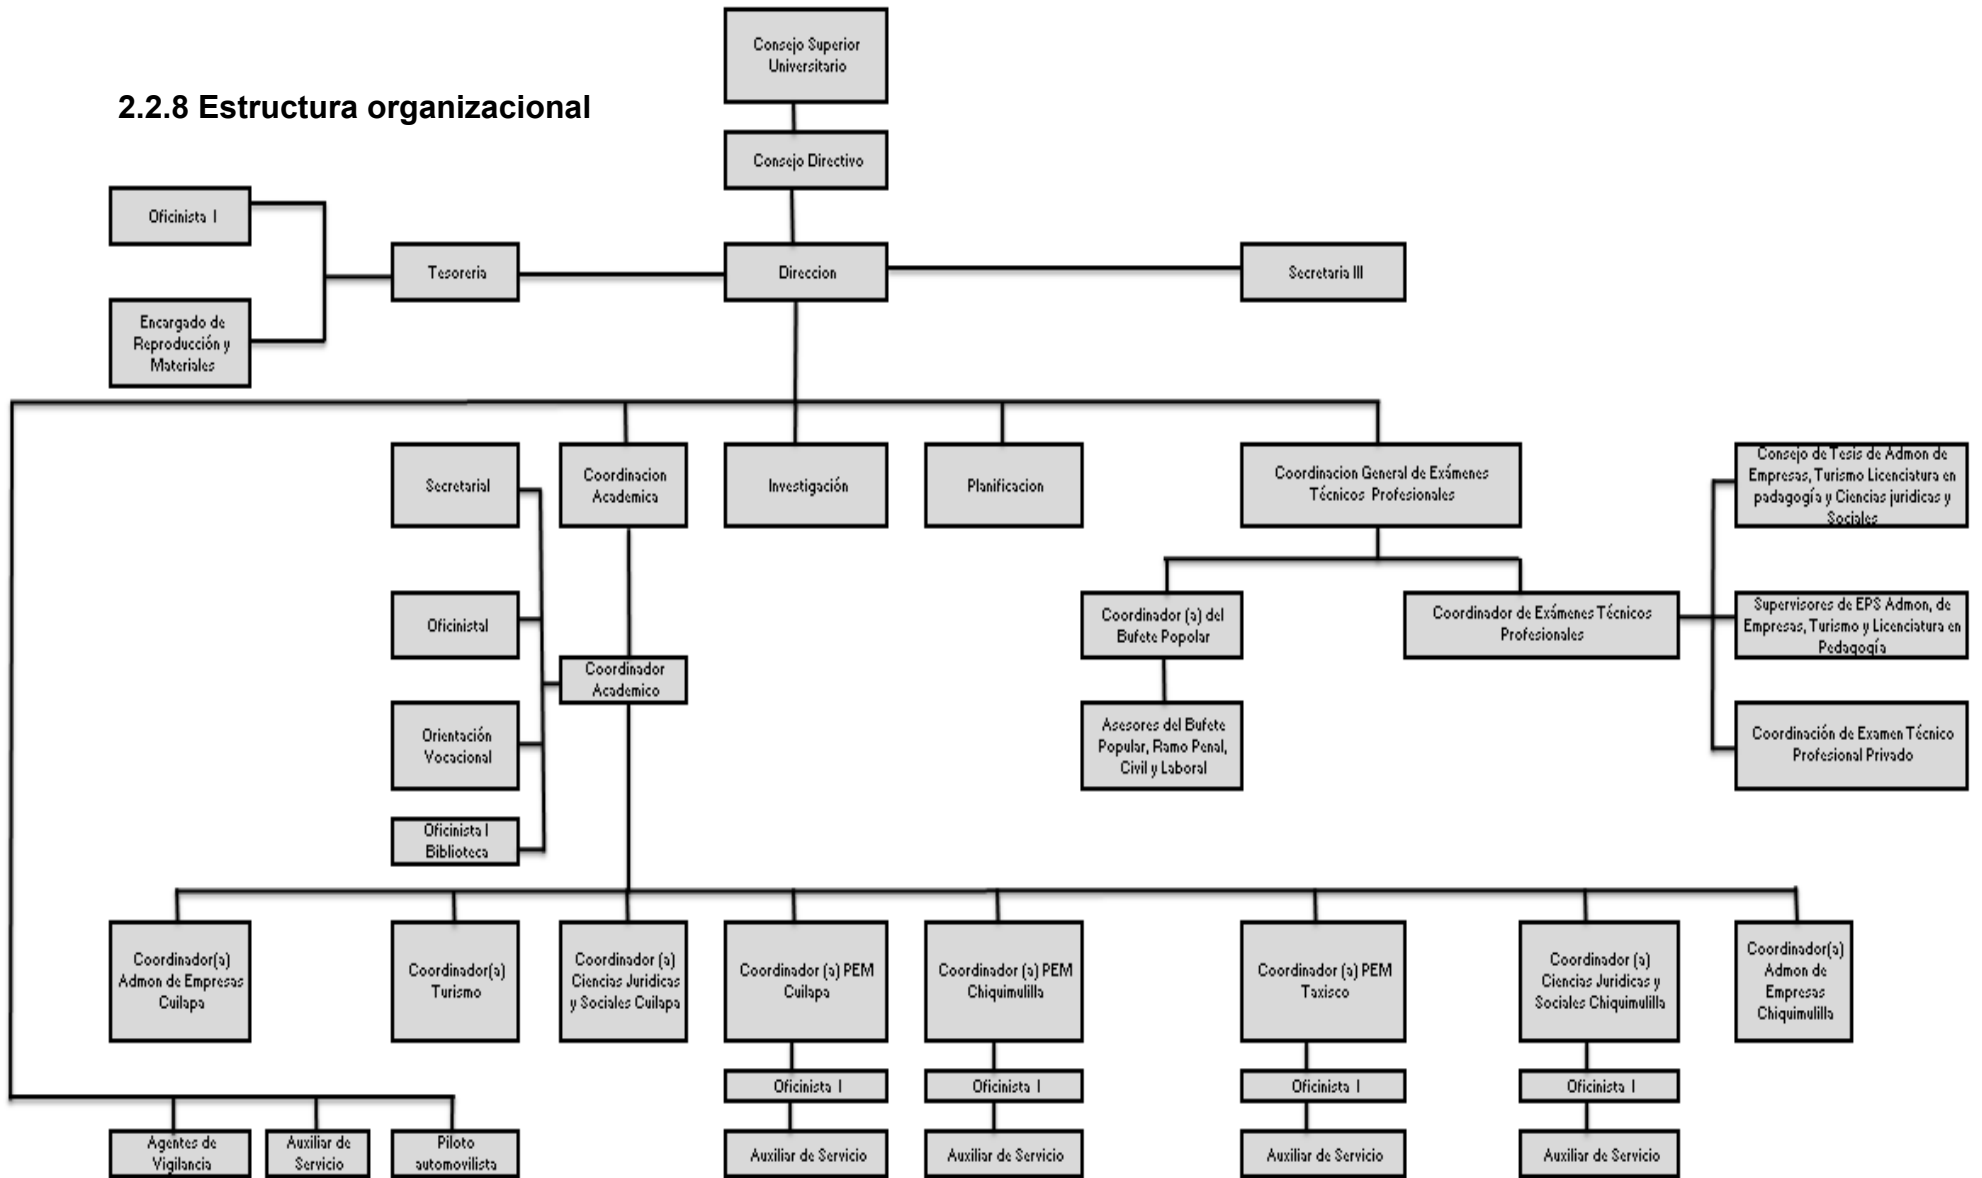 Consejo Superior
Universitario
2.2.8 Estructura organizacional
Consejo Directivo
Oficinista I
Tesoreria
Direccion
Secretaria III
Encargado de
Reproducción y
Materiales
Secretarial
Coordinacion
Academica
Investigación
Planificacion
Coordinacion General de Exámenes
Técnicos Profesionales
Consejo de Tesis de Admon de
Empresas, Turismo Licenciatura en
padagogía y Ciencias juridicas y
Sociales
Oficinistal
Coordinador (a) del
Bufete Popolar
Coordinador de Exámenes Técnicos
Profesionales
Supervisores de EPS Admon, de
Empresas, Turismo y Licenciatura en
Pedagogía
Coordinador
Academico
Orientación
Vocacional
Asesores del Bufete
Popular, Ramo Penal,
Civil y Laboral
Coordinación de Examen Técnico
Profesional Privado
Oficinista I
Biblioteca
Coordinador(a)
Admon de Empresas
Cuilapa
Coordinador(a)
Turismo
Coordinador (a)
Ciencias Juridicas
y Sociales Cuilapa
Coordinador (a) PEM
Cuilapa
Coordinador (a) PEM
Chiquimulilla
Coordinador (a) PEM
Taxisco
Coordinador (a)
Ciencias Juridicas y
Sociales Chiquimulilla
Coordinador(a)
Admon de
Empresas
Chiquimulilla
Oficinista I
Oficinista I
Oficinista I
Oficinista I
Agentes de
Vigilancia
Auxiliar de
Servicio
Piloto
automovilista
Auxiliar de Servicio
Auxiliar de Servicio
Auxiliar de Servicio
Auxiliar de Servicio